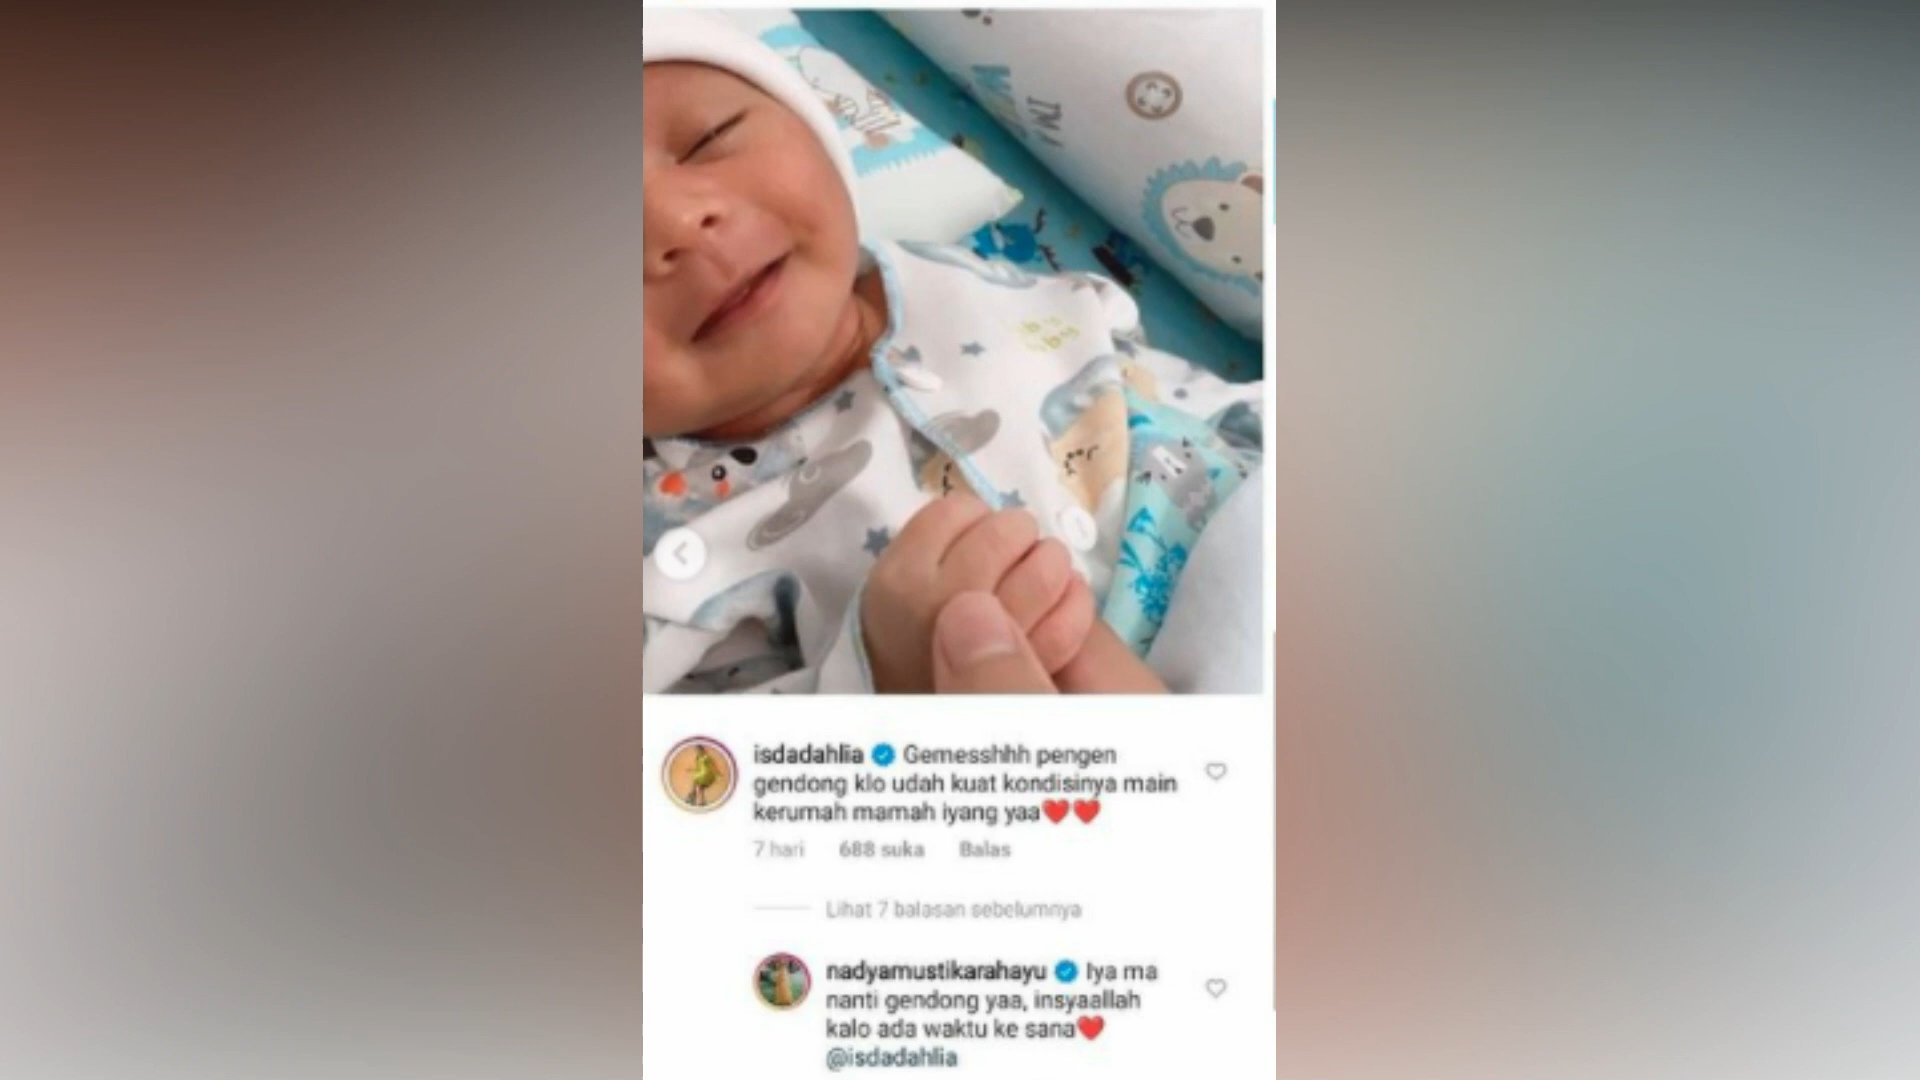 I'M A
isdadahlia Gemesshhh pengen
gendong klo udah kuat kondisinya main
kerumah mamah iyang yaa❤️❤️
7 hari 688 suka Balas
Lihat 7 balasan sebelumnya
nadyamustikarahayu Iya ma
nanti gendong yaa, insyaallah
kalo ada waktu ke sana❤️
@isdadahlia